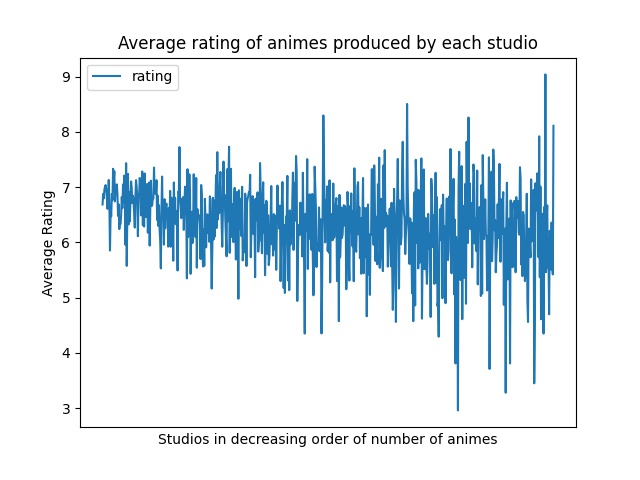 Average rating of animes produced by each studio
rating
9
8
7
6
5
4
3
Average Rating
Studios in decreasing order of number of animes